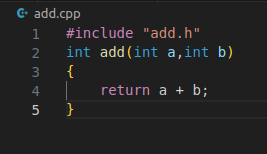 add.cpp
1 #include "add.h"
2 int add(int a,int b)
3 {
4     return a + b;
5 }